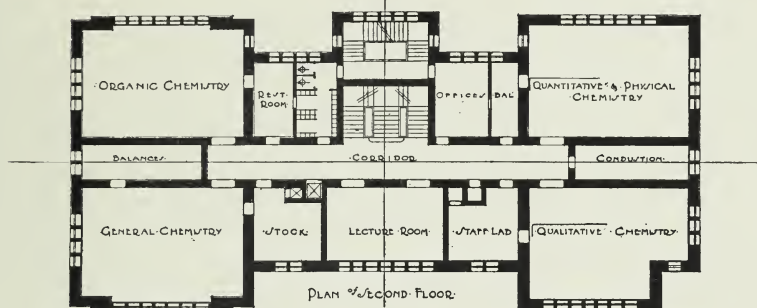 ORGANIC CHEMISTRY
REST
ROOM
OFFICES
BAL
QUANTITATIVE & PHYSICAL
CHEMISTRY
BALANCES
CORRIDOR
COMBUSTION
GENERAL CHEMISTRY
STOCK
LECTURE ROOM
STAFF LAB
QUALITATIVE CHEMISTRY
PLAN of SECOND FLOOR